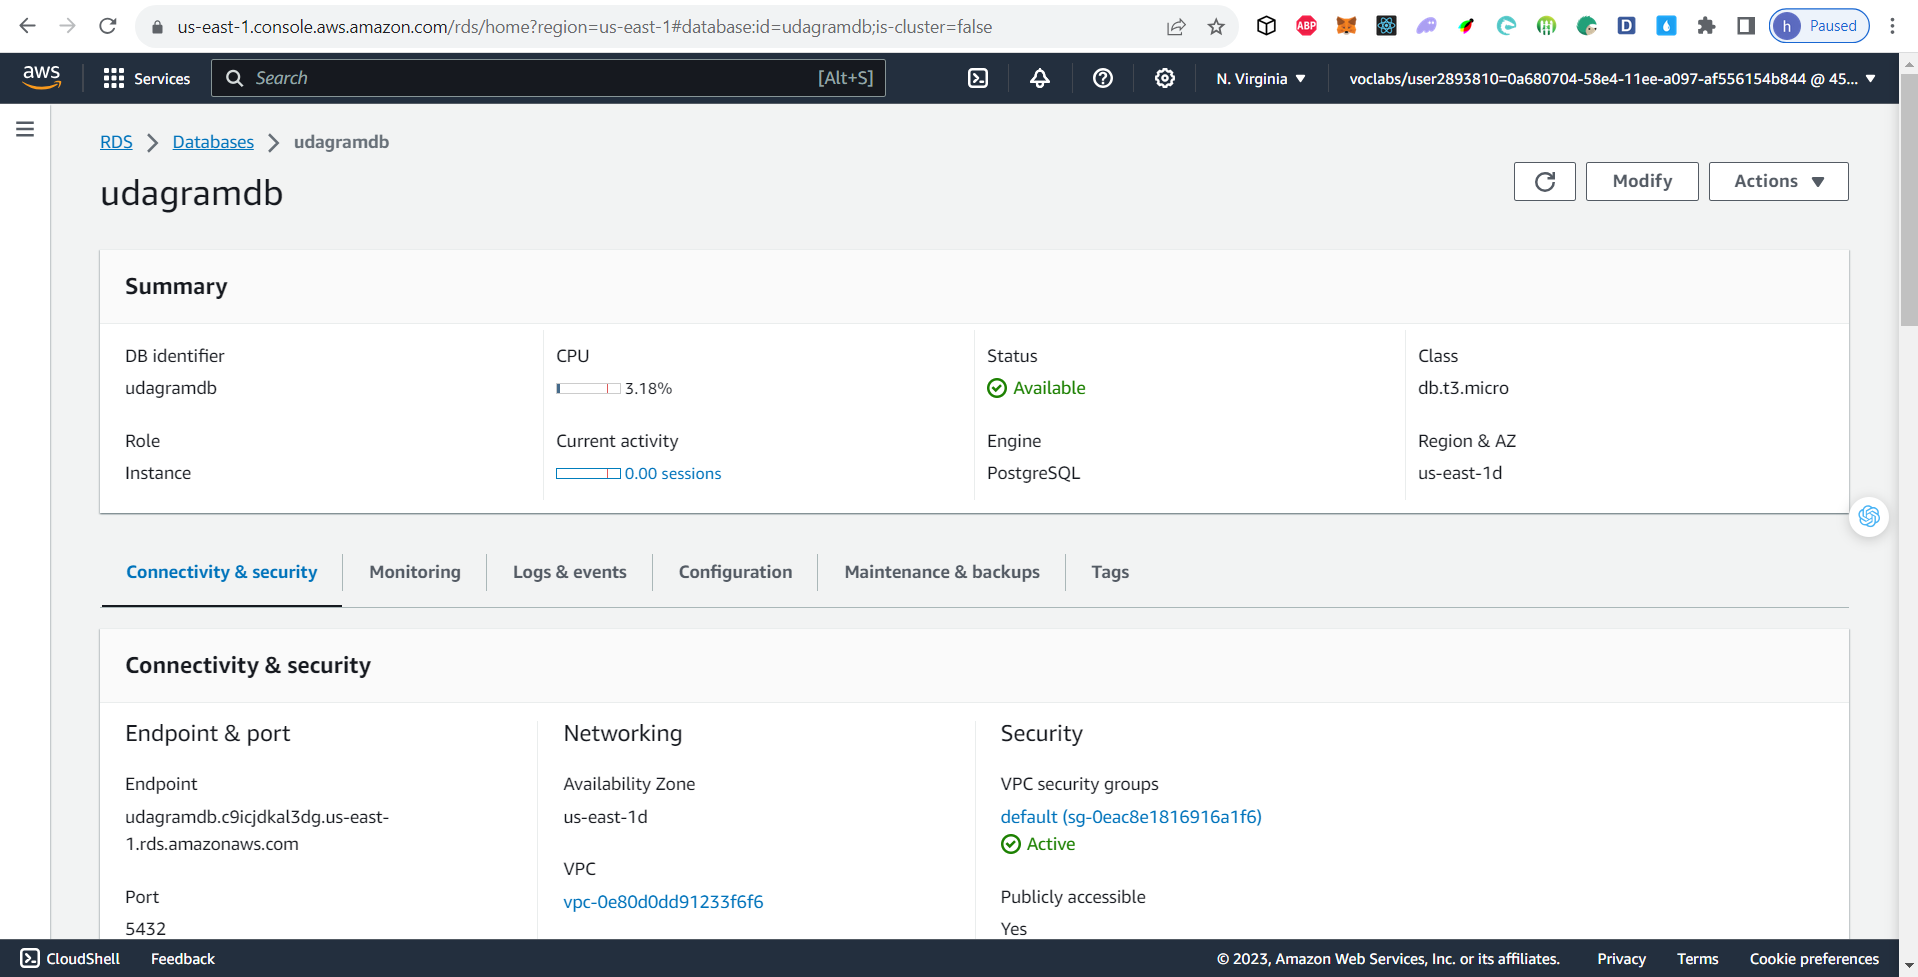 us-east-1.console.aws.amazon.com/rds/home?region=us-east-1#database:id=udagramdb;is-cluster=false
ABP
D
h Paused
aws
Services
Search [Alt+S]
N. Virginia
voclabs/user2893810=0a680704-58e4-11ee-a097-af556154b844 @ 45...
RDS > Databases > udagramdb
udagramdb
Modify
Actions
Summary
DB identifier
udagramdb
CPU
3.18%
Status
Available
Class
db.t3.micro
Role
Instance
Current activity
0.00 sessions
Engine
PostgreSQL
Region & AZ
us-east-1d
Connectivity & security
Monitoring
Logs & events
Configuration
Maintenance & backups
Tags
Connectivity & security
Endpoint & port
Endpoint
udagramdb.c9icjdkal3dg.us-east-
1.rds.amazonaws.com
Port
5432
Networking
Availability Zone
us-east-1d
VPC
vpc-0e80d0dd91233f6f6
Security
VPC security groups
default (sg-0eac8e1816916a1f6)
Active
Publicly accessible
Yes
CloudShell
Feedback
© 2023, Amazon Web Services, Inc. or its affiliates.
Privacy
Terms
Cookie preferences